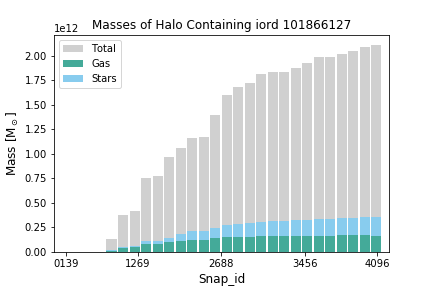 Masses of Halo Containing iord 101866127
1e12
Total
Gas
Stars
2.00
1.75
1.50
1.25
1.00
0.75
0.50
0.25
0.00
Mass [M⊙]
0139 1269 2688 3456 4096
Snap_id